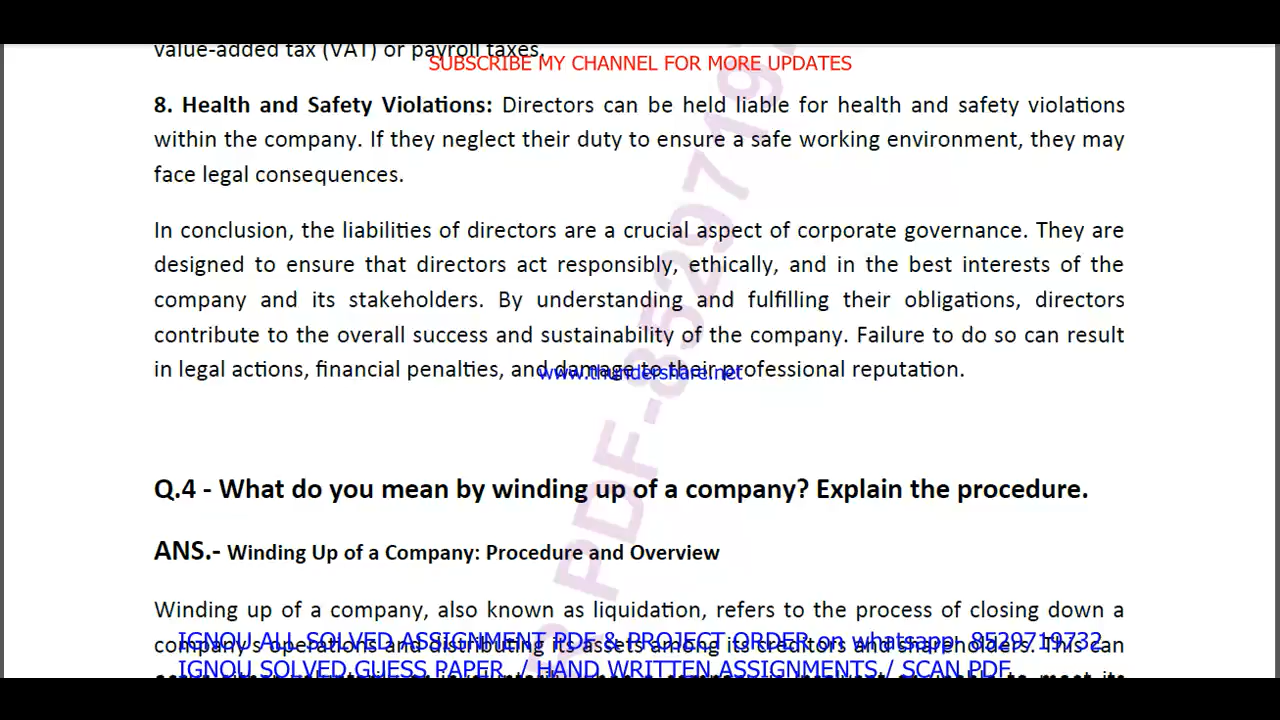 value-added tax (VAT) or payroll taxes.
SUBSCRIBE MY CHANNEL FOR MORE UPDATES
8. Health and Safety Violations: Directors can be held liable for health and safety violations
within the company. If they neglect their duty to ensure a safe working environment, they may
face legal consequences.
In conclusion, the liabilities of directors are a crucial aspect of corporate governance. They are
designed to ensure that directors act responsibly, ethically, and in the best interests of the
company and its stakeholders. By understanding and fulfilling their obligations, directors
contribute to the overall success and sustainability of the company. Failure to do so can result
in legal actions, financial penalties, and damage to their professional reputation.
www.thundershare.net
Q.4 - What do you mean by winding up of a company? Explain the procedure.
ANS.- Winding Up of a Company: Procedure and Overview
Winding up of a company, also known as liquidation, refers to the process of closing down a
company's operations and distributing its assets among its creditors and shareholders. This can
IGNOU ALL SOLVED ASSIGNMENT PDF & PROJECT ORDER on whatsapp 8529719732
IGNOU SOLVED GUESS PAPER / HAND WRITTEN ASSIGNMENTS / SCAN PDF
PDF-85297197